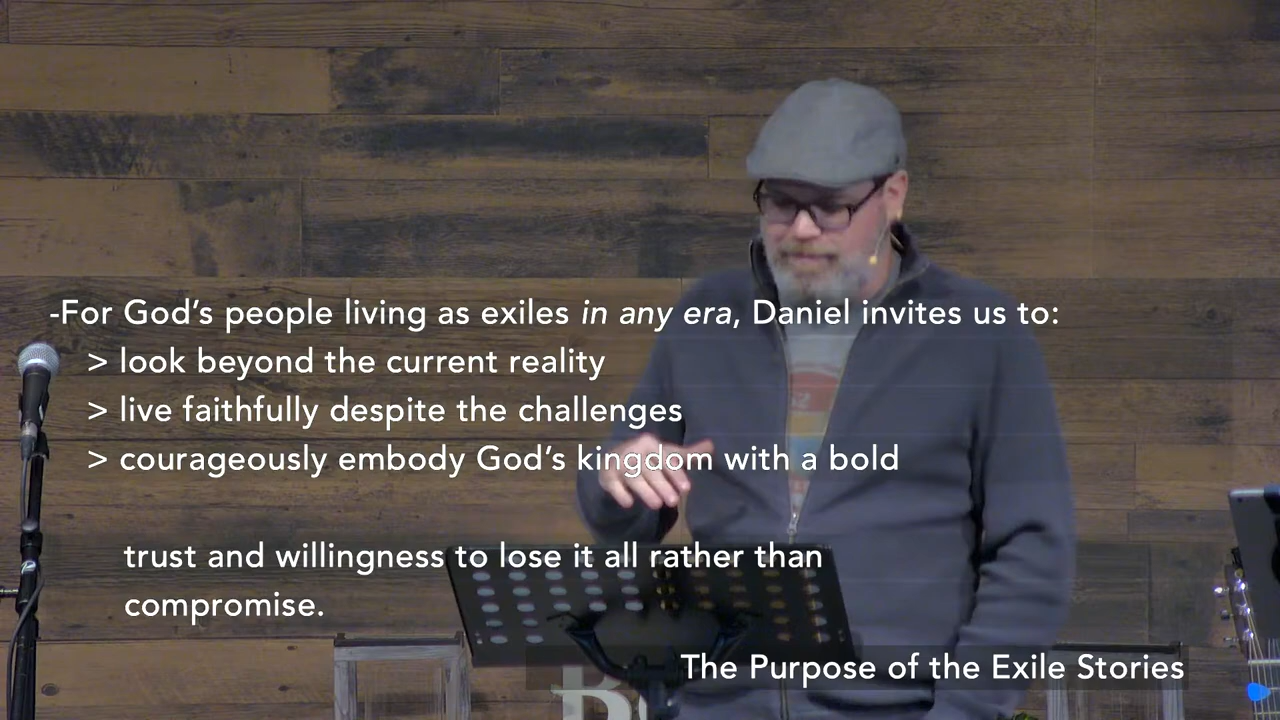 -For God's people living as exiles in any era, Daniel invites us to:
> look beyond the current reality
> live faithfully despite the challenges
> courageously embody God's kingdom with a bold
trust and willingness to lose it all rather than
compromise.
The Purpose of the Exile Stories